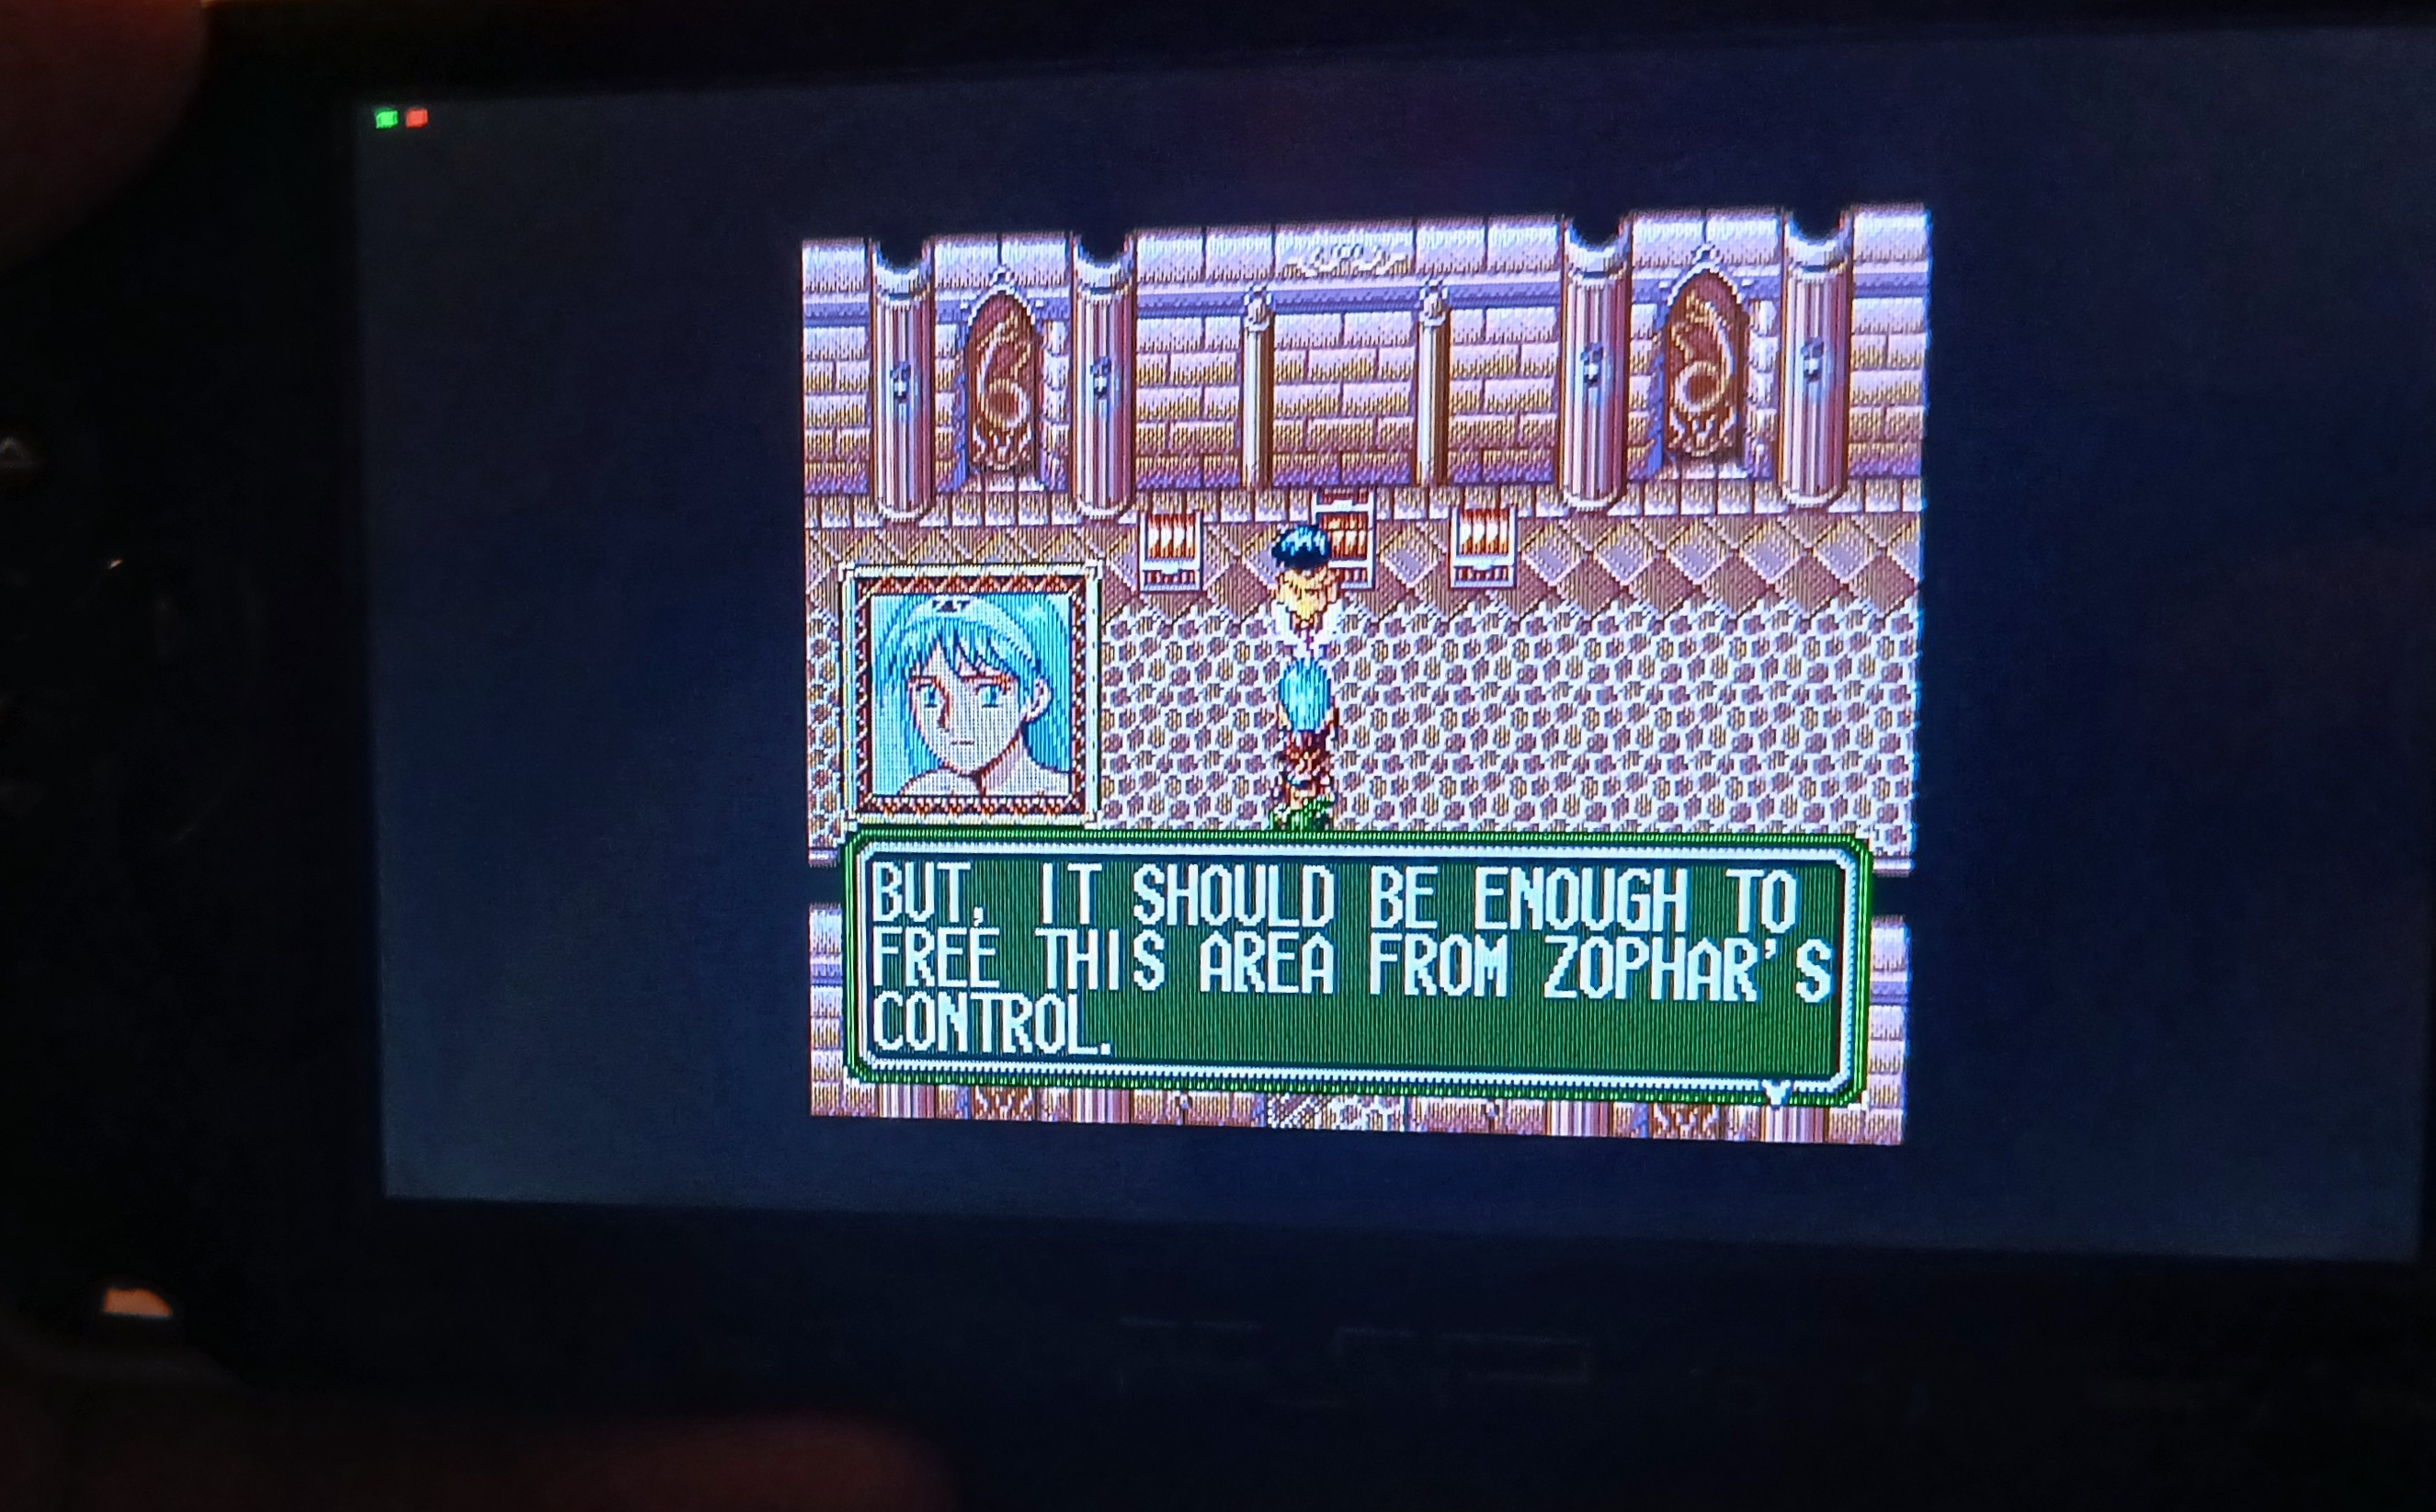 BUT, IT SHOULD BE ENOUGH TO
FREE THIS AREA FROM ZOPHAR'S
CONTROL.